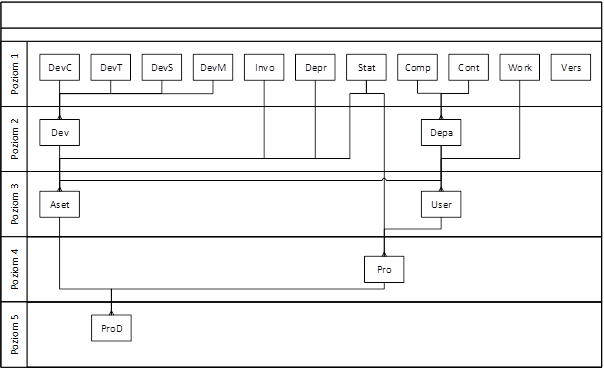 Poziom 1
DevC DevT DevS DevM Invo Depr Stat Comp Cont Work Vers
Poziom 2
Dev Depa
Poziom 3
Aset User
Poziom 4
Pro
Poziom 5
ProD